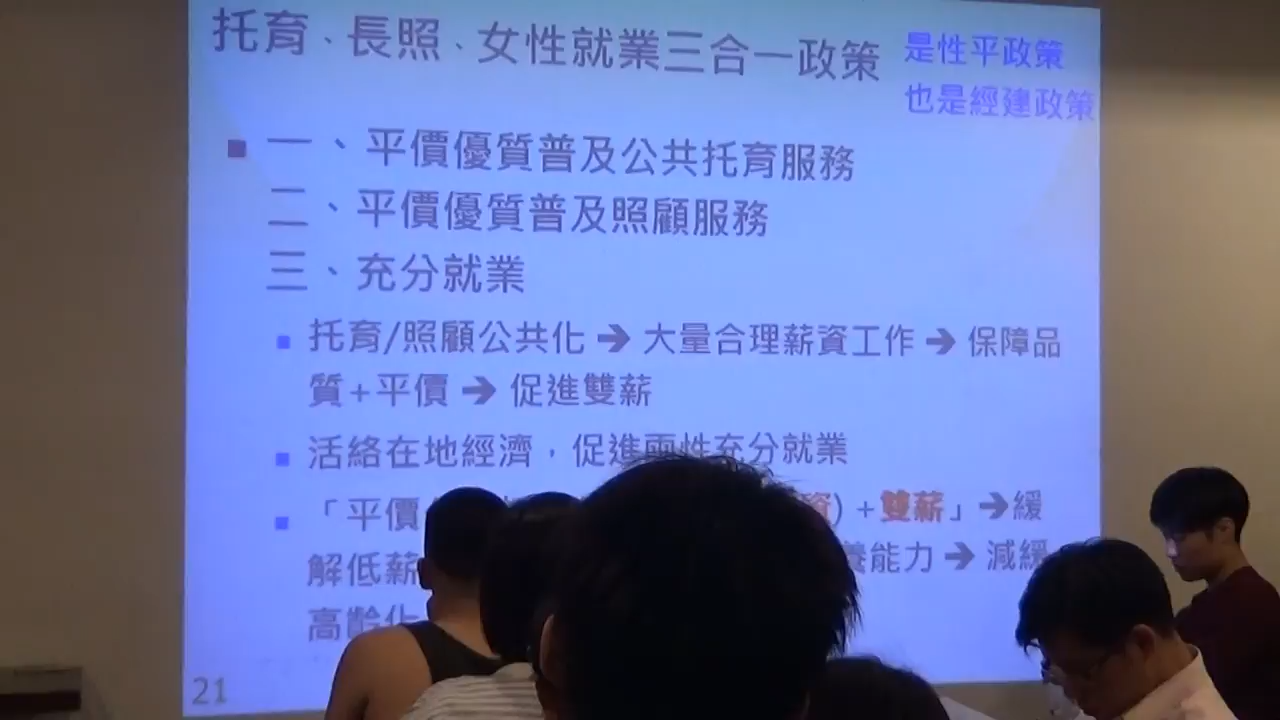 托育、長照、女性就業三合一政策
是性平政策
也是經建政策
一、平價優質普及公共托育服務
二、平價優質普及照顧服務
三、充分就業
托育/照顧公共化→大量合理薪資工作→保障品
質+平價→促進雙薪
活絡在地經濟,促進兩性充分就業
「平價 資)+雙薪」→緩
解低薪 養能力→減緩
高齡化
21